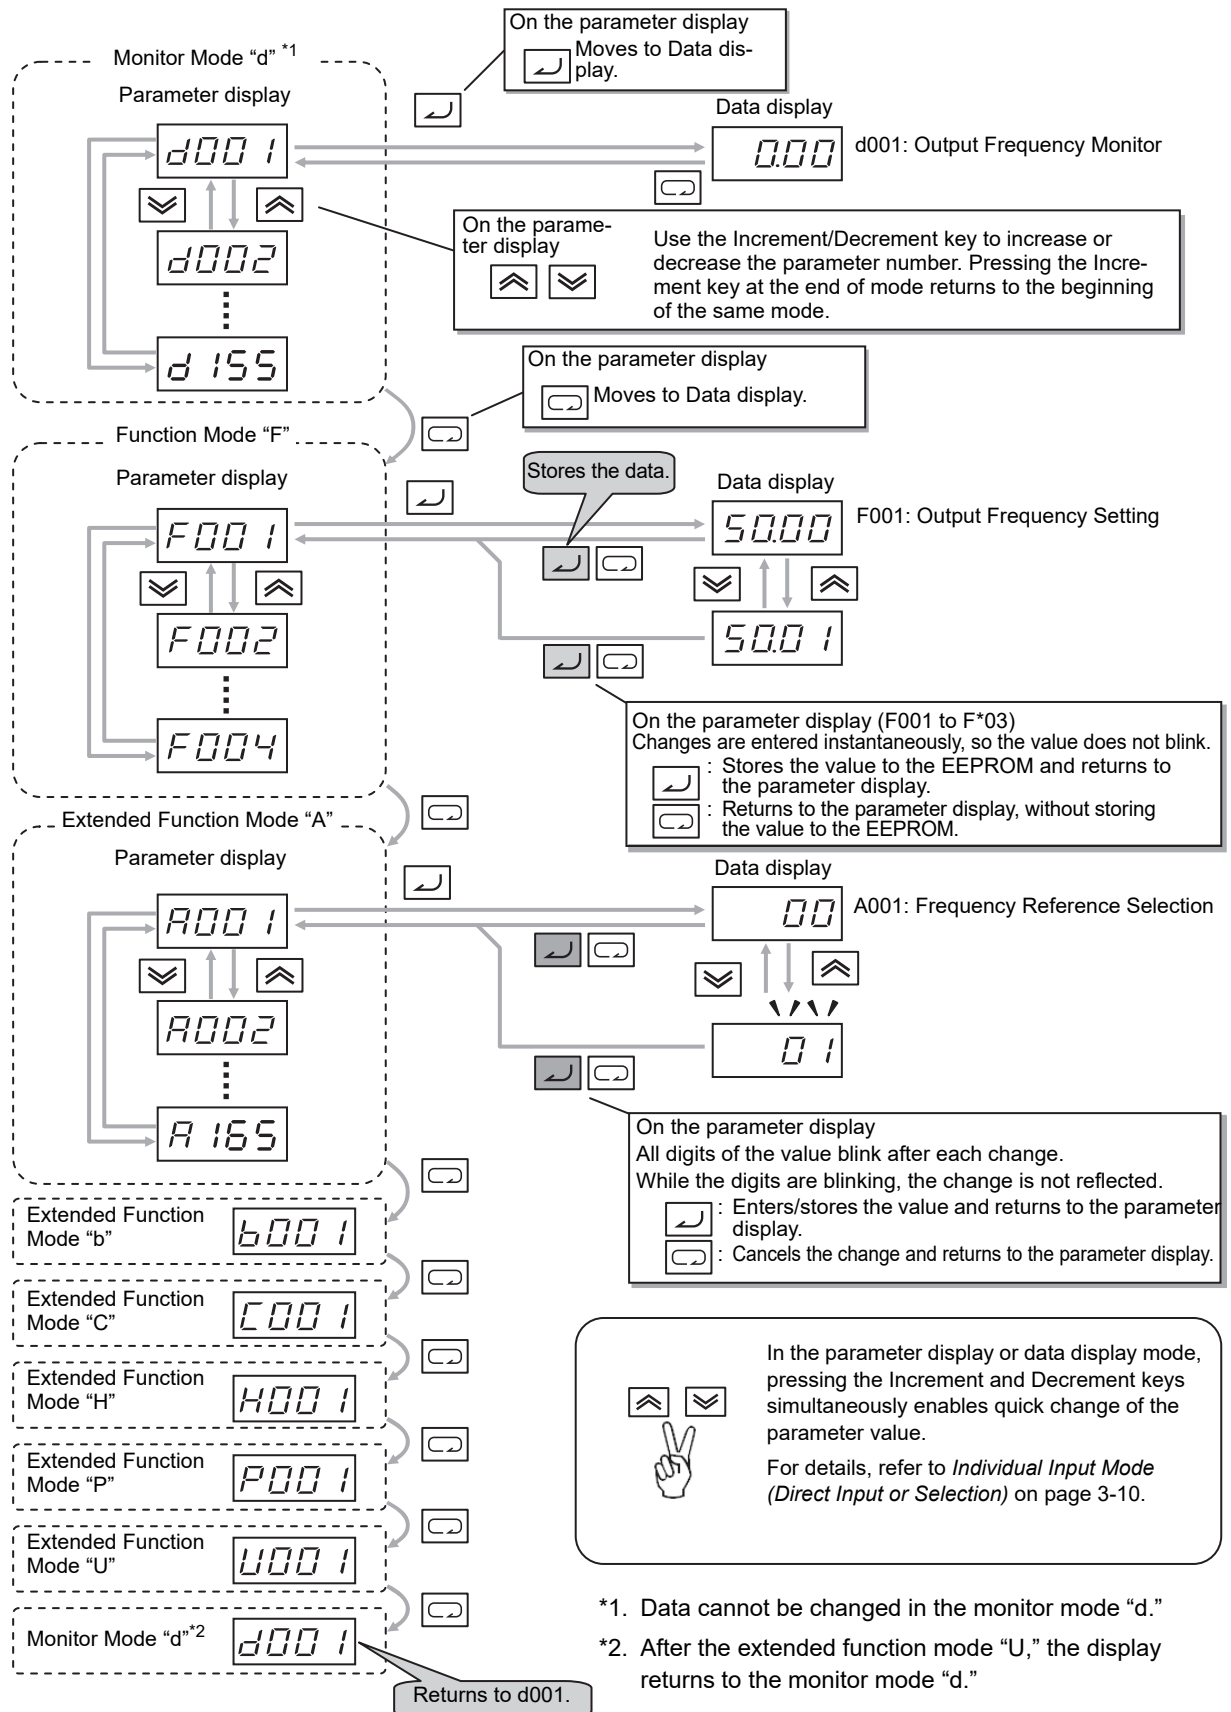 On the parameter display
Moves to Data dis-
play.
Monitor Mode “d” *1
Parameter display
Data display
d001
0.00
d001: Output Frequency Monitor
On the parame-
ter display
Use the Increment/Decrement key to increase or
decrease the parameter number. Pressing the Incre-
ment key at the end of mode returns to the beginning
of the same mode.
d002
d155
On the parameter display
Moves to Data display.
Function Mode “F”
Parameter display
Stores the data.
Data display
F001
50.00
F001: Output Frequency Setting
F002
50.01
F004
On the parameter display (F001 to F*03)
Changes are entered instantaneously, so the value does not blink.
: Stores the value to the EEPROM and returns to
the parameter display.
: Returns to the parameter display, without storing
the value to the EEPROM.
Extended Function Mode “A”
Parameter display
Data display
A001
00
A001: Frequency Reference Selection
A002
01
A165
On the parameter display
All digits of the value blink after each change.
While the digits are blinking, the change is not reflected.
: Enters/stores the value and returns to the parameter
display.
: Cancels the change and returns to the parameter display.
Extended Function
Mode “b”
b001
Extended Function
Mode “C”
C001
Extended Function
Mode “H”
H001
Extended Function
Mode “P”
P001
Extended Function
Mode “U”
U001
Monitor Mode “d”*2
d001
Returns to d001.
In the parameter display or data display mode,
pressing the Increment and Decrement keys
simultaneously enables quick change of the
parameter value.
For details, refer to Individual Input Mode
(Direct Input or Selection) on page 3-10.
*1. Data cannot be changed in the monitor mode “d.”
*2. After the extended function mode “U,” the display
returns to the monitor mode “d.”